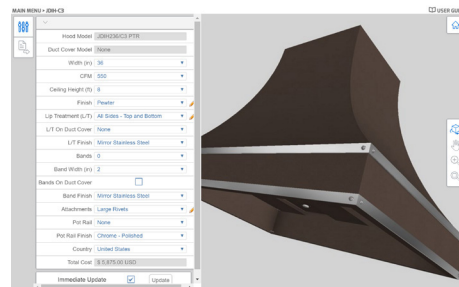 MAIN MENU > JDIH-C3
USER GUI
Hood Model JDIH236/C3 PTR
Duct Cover Model None
Width (in) 36
CFM 550
Ceiling Height (ft) 8
Finish Pewter
Lip Treatment (L/T) All Sides - Top and Bottom
L/T On Duct Cover None
L/T Finish Mirror Stainless Steel
Bands 0
Band Width (in) 2
Bands On Duct Cover
Band Finish Mirror Stainless Steel
Attachments Large Rivets
Pot Rail None
Pot Rail Finish Chrome - Polished
Country United States
Total Cost $ 5,875.00 USD
Immediate Update Update